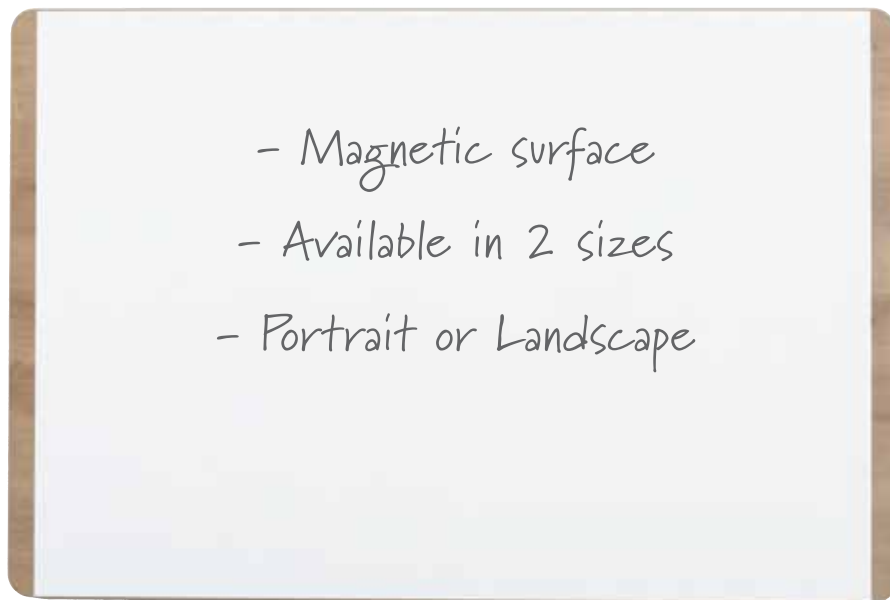 - Magnetic surface
- Available in 2 sizes
- Portrait or Landscape